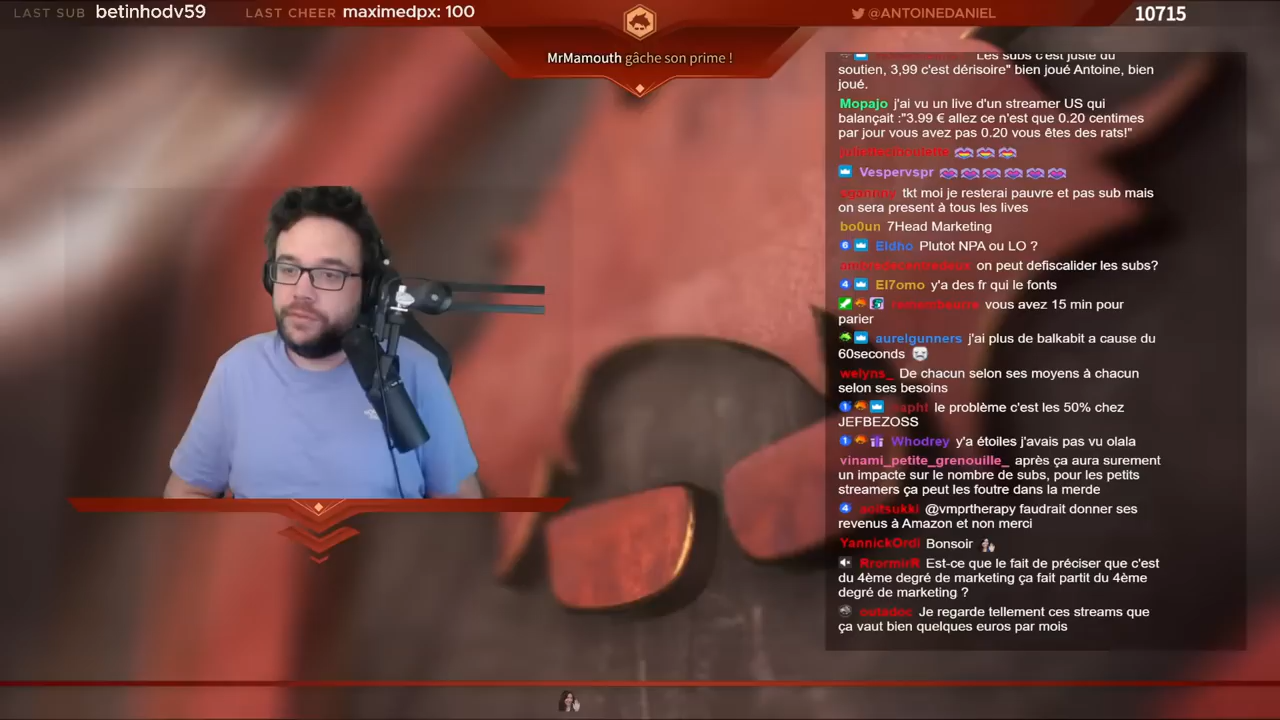 LAST SUB betinhodv59 LAST CHEER maximedpx: 100
@ANTOINEDANIEL 10715
MrMamouth gâche son prime !
Les subs c'est juste du
soutien, 3,99 c'est dérisoire" bien joué Antoine, bien
joué.
Mopajo j'ai vu un live d'un streamer US qui
balançait :"3.99 € allez ce n'est que 0.20 centimes
par jour vous avez pas 0.20 vous êtes des rats!"
Vespervspr
tkt moi je resterai pauvre et pas sub mais
on sera present à tous les lives
bo0un 7Head Marketing
6 Eldho Plutot NPA ou LO ?
on peut defiscalider les subs?
4 El7omo y'a des fr qui le fonts
vous avez 15 min pour
parier
aurelgunners j'ai plus de balkabit a cause du
60seconds
welyns_ De chacun selon ses moyens à chacun
selon ses besoins
1 le problème c'est les 50% chez
JEFBEZOSS
1 Whodrey y'a étoiles j'avais pas vu olala
vinami_petite_grenouille_ après ça aura surement
un impacte sur le nombre de subs, pour les petits
streamers ça peut les foutre dans la merde
4 aoitsukki @vmprtherapy faudrait donner ses
revenus à Amazon et non merci
YannickOrdi Bonsoir
RrormirR Est-ce que le fait de préciser que c'est
du 4ème degré de marketing ça fait partit du 4ème
degré de marketing ?
outadoc Je regarde tellement ces streams que
ça vaut bien quelques euros par mois